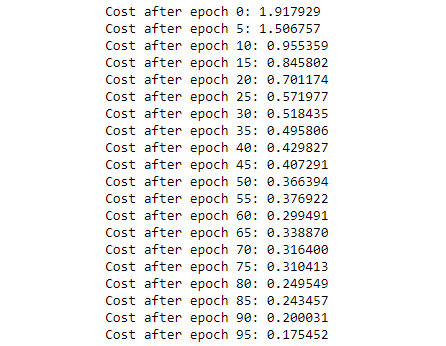 Cost after epoch 0: 1.917929
Cost after epoch 5: 1.506757
Cost after epoch 10: 0.955359
Cost after epoch 15: 0.845802
Cost after epoch 20: 0.701174
Cost after epoch 25: 0.571977
Cost after epoch 30: 0.518435
Cost after epoch 35: 0.495806
Cost after epoch 40: 0.429827
Cost after epoch 45: 0.407291
Cost after epoch 50: 0.366394
Cost after epoch 55: 0.376922
Cost after epoch 60: 0.299491
Cost after epoch 65: 0.338870
Cost after epoch 70: 0.316400
Cost after epoch 75: 0.310413
Cost after epoch 80: 0.249549
Cost after epoch 85: 0.243457
Cost after epoch 90: 0.200031
Cost after epoch 95: 0.175452